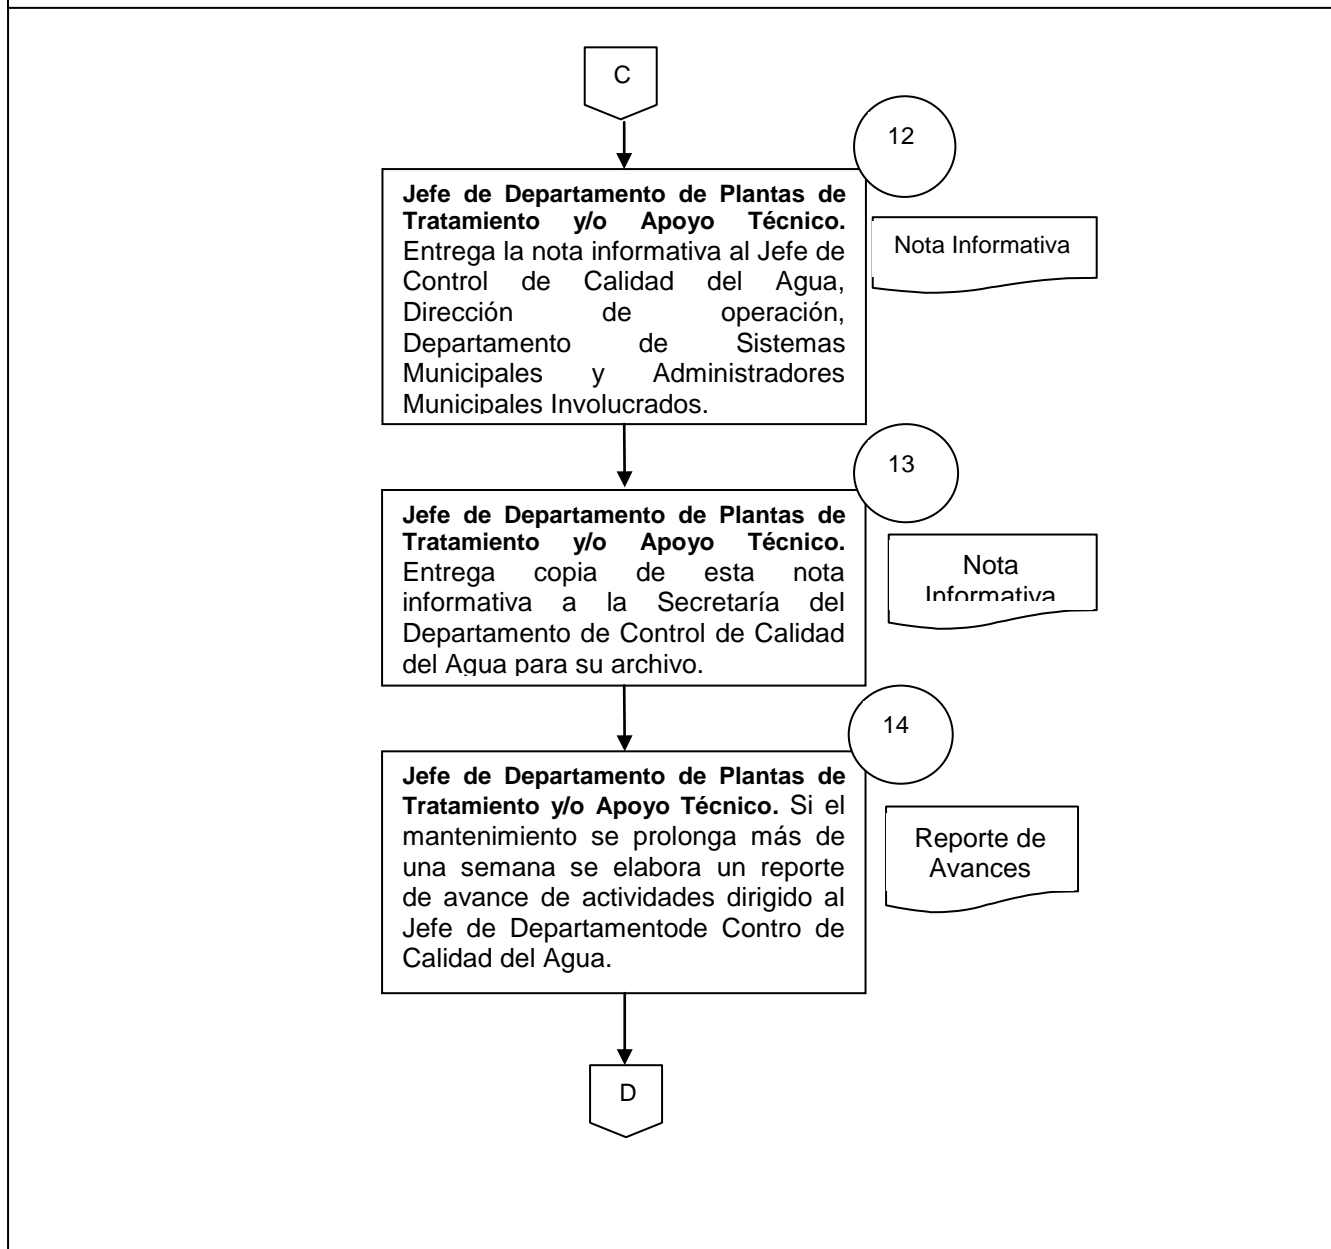 C
12
Jefe de Departamento de Plantas de
Tratamiento y/o Apoyo Técnico.
Entrega la nota informativa al Jefe de
Control de Calidad del Agua,
Dirección de operación,
Departamento de Sistemas
Municipales y Administradores
Municipales Involucrados.
Nota Informativa
13
Jefe de Departamento de Plantas de
Tratamiento y/o Apoyo Técnico.
Entrega copia de esta nota
informativa a la Secretaría del
Departamento de Control de Calidad
del Agua para su archivo.
Nota
Informativa
14
Jefe de Departamento de Plantas de
Tratamiento y/o Apoyo Técnico. Si el
mantenimiento se prolonga más de
una semana se elabora un reporte
de avance de actividades dirigido al
Jefe de Departamentode Contro de
Calidad del Agua.
Reporte de
Avances
D